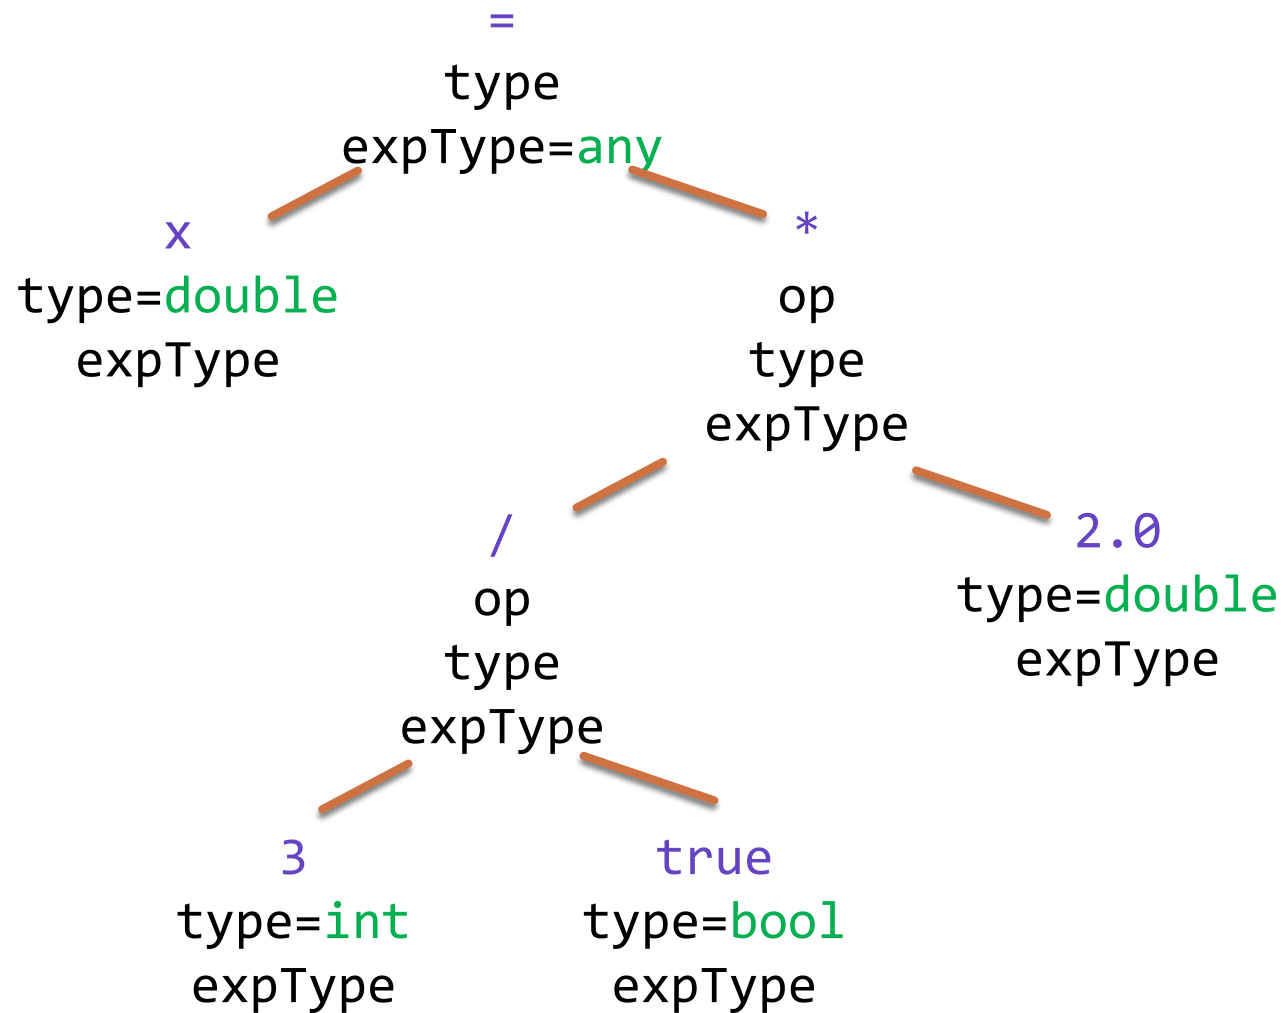 =
type
expType=any
x
type=double
expType
*
op
type
expType
/
op
type
expType
2.0
type=double
expType
3
type=int
expType
true
type=bool
expType